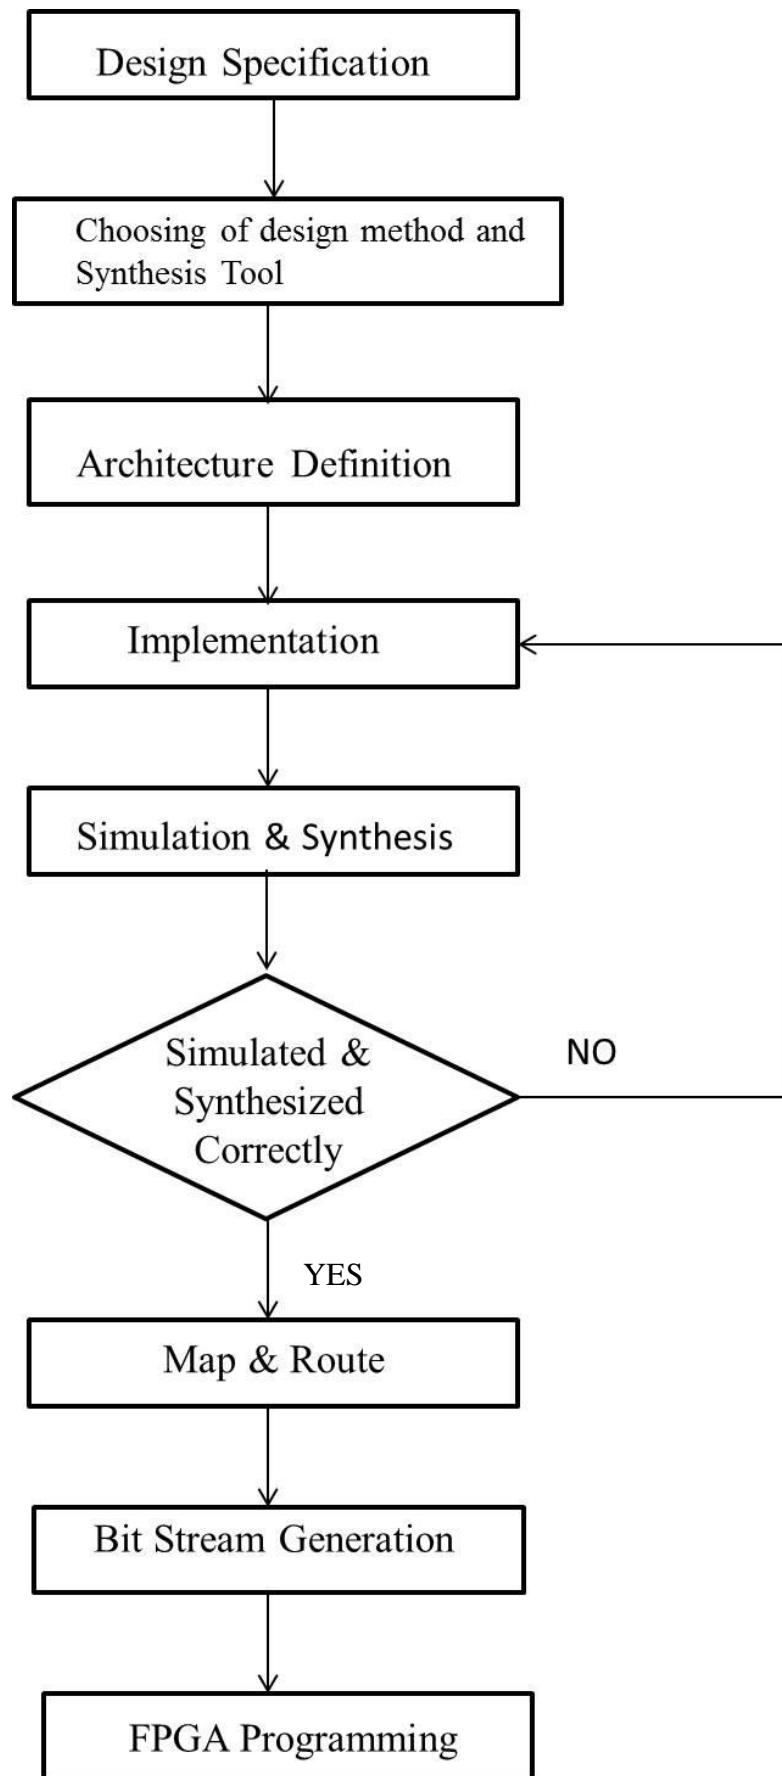 Design Specification
Choosing of design method and
Synthesis Tool
Architecture Definition
Implementation
Simulation & Synthesis
Simulated &
Synthesized
Correctly
NO
YES
Map & Route
Bit Stream Generation
FPGA Programming